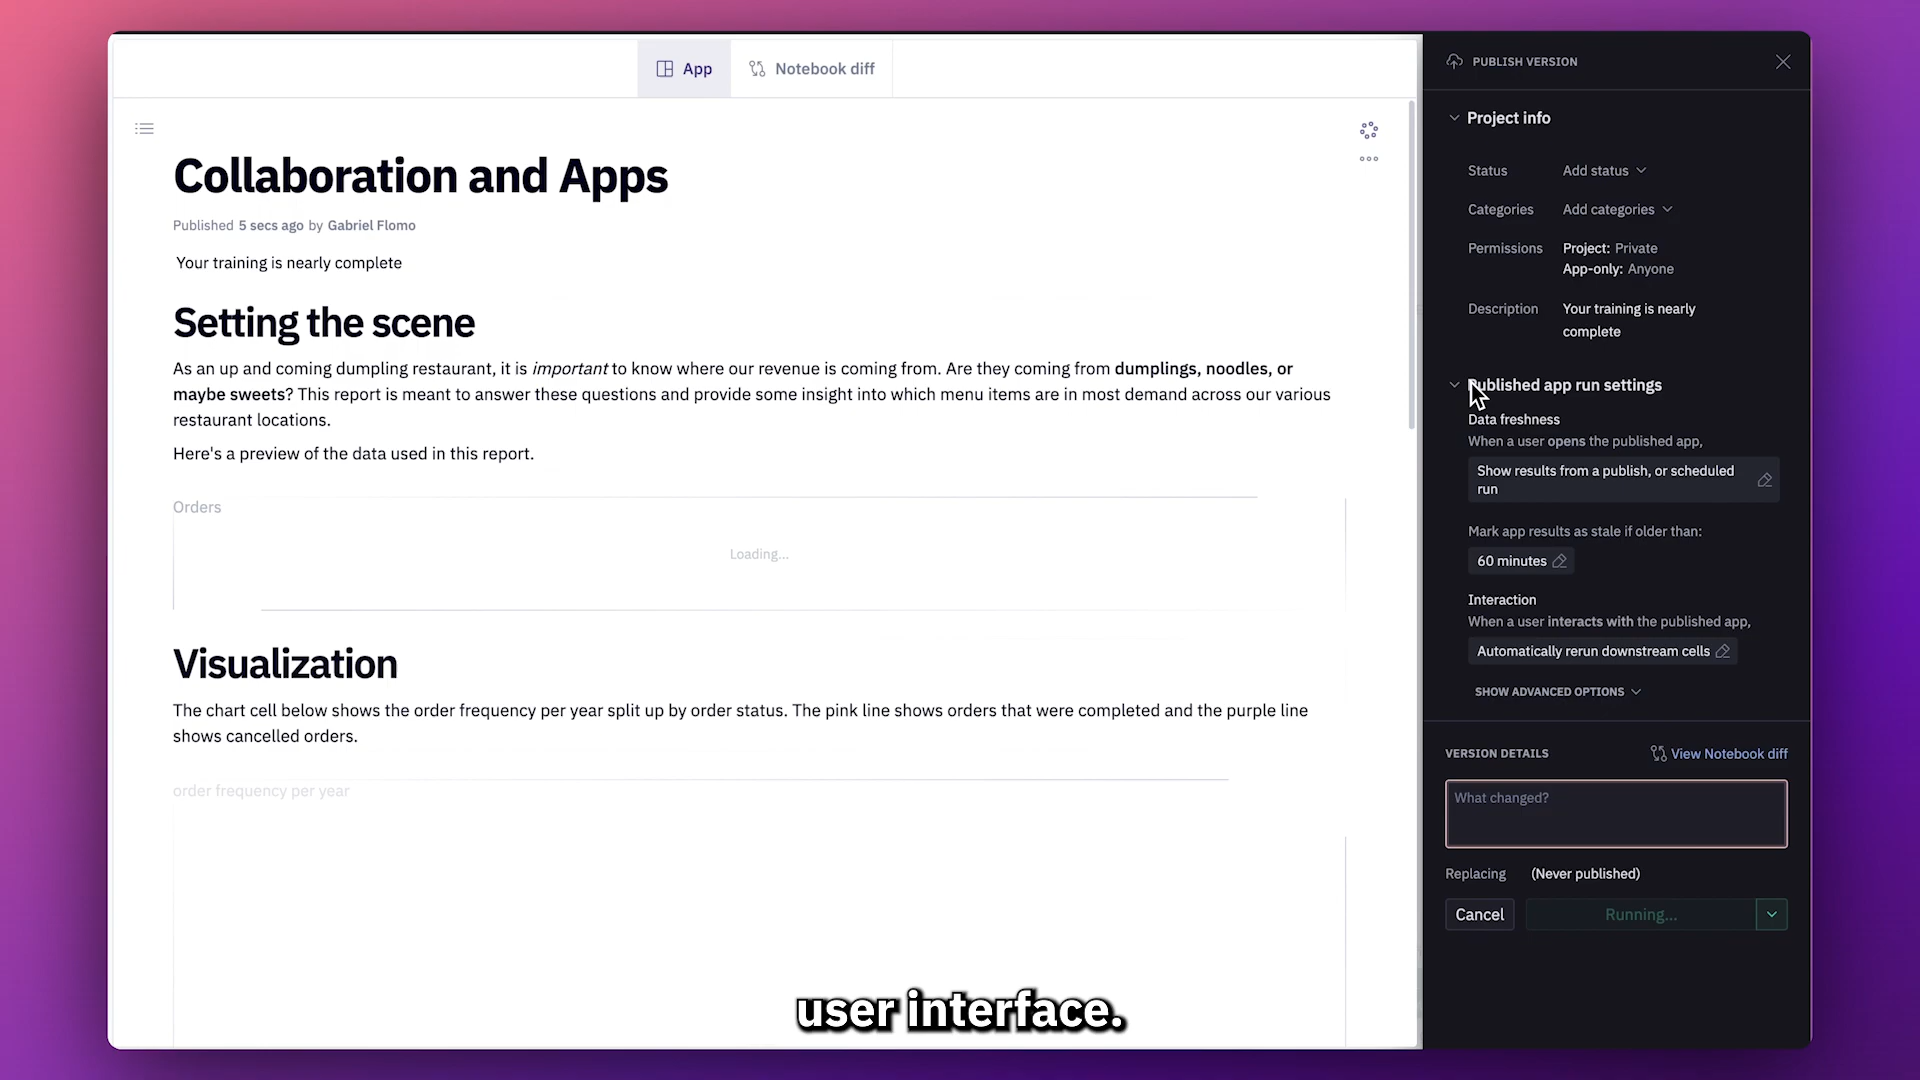 App
Notebook diff
Collaboration and Apps
Published 5 secs ago by Gabriel Flomo
Your training is nearly complete
Setting the scene
As an up and coming dumpling restaurant, it is important to know where our revenue is coming from. Are they coming from dumplings, noodles, or
maybe sweets? This report is meant to answer these questions and provide some insight into which menu items are in most demand across our various
restaurant locations.
Here's a preview of the data used in this report.
Orders
Loading...
Visualization
The chart cell below shows the order frequency per year split up by order status. The pink line shows orders that were completed and the purple line
shows cancelled orders.
order frequency per year
user interface.
PUBLISH VERSION
Project info
Status Add status
Categories Add categories
Permissions Project: Private
App-only: Anyone
Description Your training is nearly
complete
Published app run settings
Data freshness
When a user opens the published app,
Show results from a publish, or scheduled
run
Mark app results as stale if older than:
60 minutes
Interaction
When a user interacts with the published app,
Automatically rerun downstream cells
SHOW ADVANCED OPTIONS
VERSION DETAILS View Notebook diff
What changed?
Replacing (Never published)
Cancel Running...